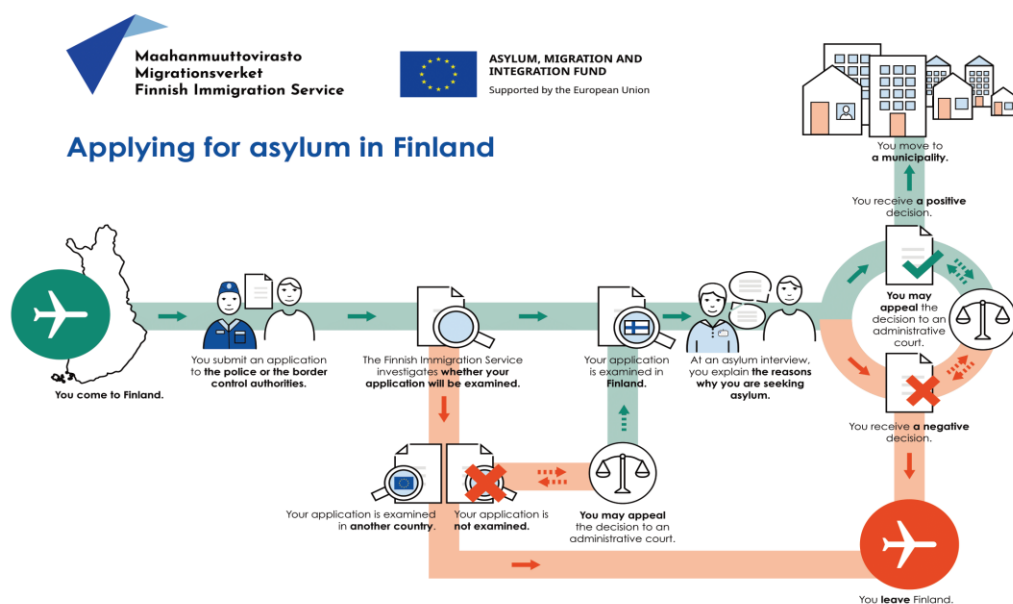 Maahanmuuttovirasto
Migrationsverket
Finnish Immigration Service
ASYLUM, MIGRATION AND
INTEGRATION FUND
Supported by the European Union
Applying for asylum in Finland
You move to
a municipality.
You receive a positive
decision.
You come to Finland.
You submit an application
to the police or the border
control authorities.
The Finnish Immigration Service
investigates whether your
application will be examined.
Your application
is examined in
Finland.
At an asylum interview,
you explain the reasons
why you are seeking
asylum.
You may
appeal the
decision to an
administrative
court.
You receive a negative
decision.
Your application is examined
in another country.
Your application is
not examined.
You may appeal
the decision to an
administrative court.
You leave Finland.